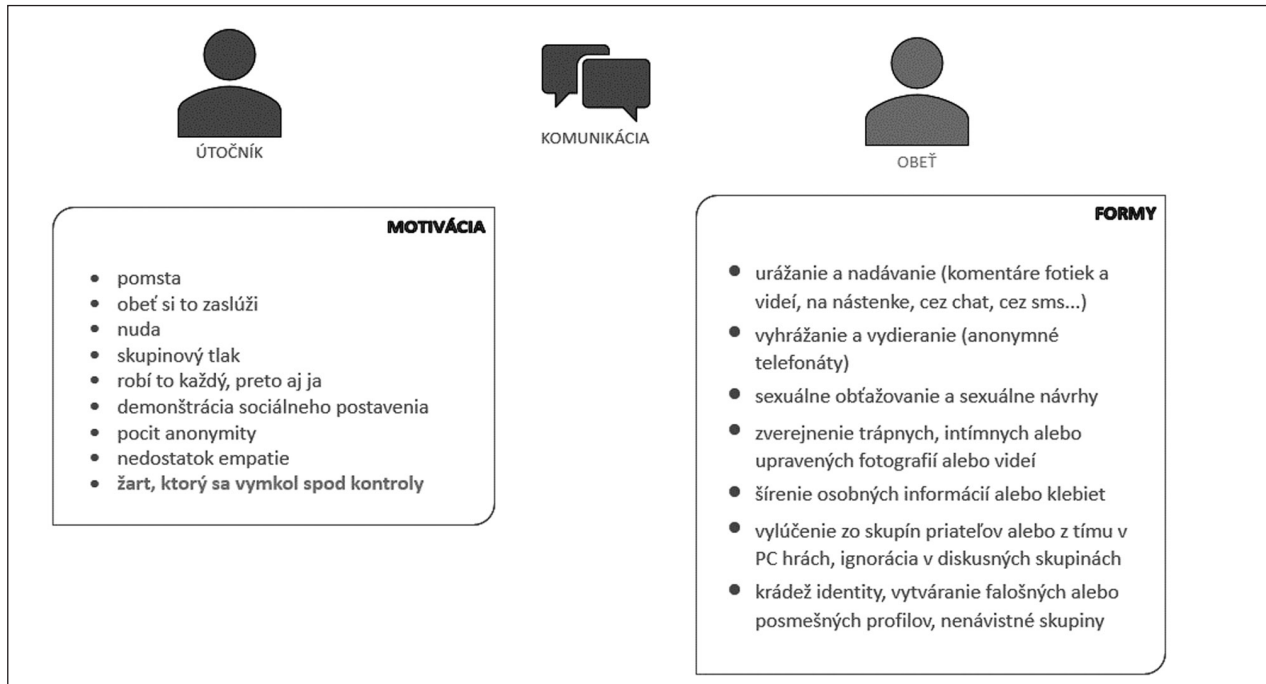 ÚTOČNÍK
KOMUNIKÁCIA
OBEŤ
MOTIVÁCIA
• pomsta
• obeť si to zaslúži
• nuda
• skupinový tlak
• robí to každý, preto aj ja
• demonštrácia sociálneho postavenia
• pocit anonymity
• nedostatok empatie
• žart, ktorý sa vymkol spod kontroly
FORMY
• urážanie a nadávanie (komentáre fotiek a
videí, na nástenke, cez chat, cez sms...)
• vyhrážanie a vydieranie (anonymné
telefonáty)
• sexuálne obťažovanie a sexuálne návrhy
• zverejnenie trápnych, intímnych alebo
upravených fotografií alebo videí
• šírenie osobných informácií alebo klebiet
• vylúčenie zo skupín priateľov alebo z tímu v
PC hrách, ignorácia v diskusných skupinách
• krádež identity, vytváranie falošných alebo
posmešných profilov, nenávistné skupiny